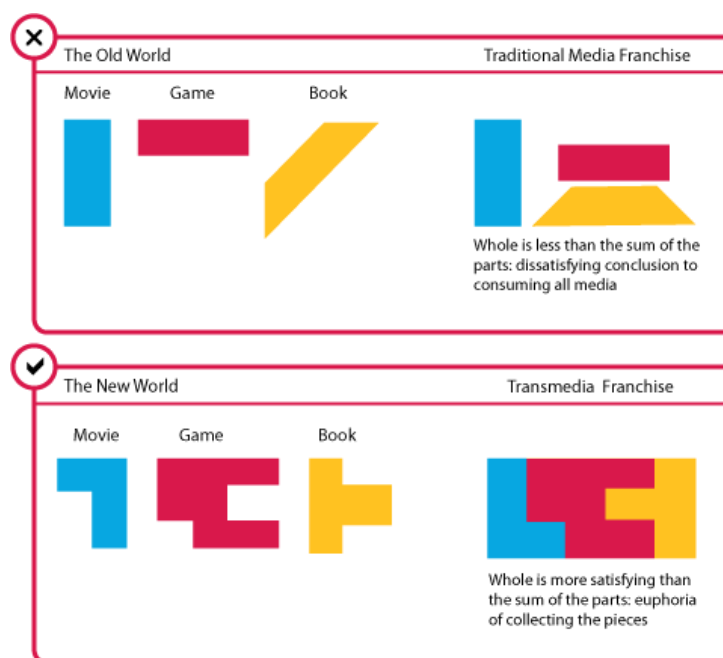 The Old World
Traditional Media Franchise
Movie
Game
Book
Whole is less than the sum of the
parts: dissatisfying conclusion to
consuming all media
The New World
Transmedia Franchise
Movie
Game
Book
Whole is more satisfying than
the sum of the parts: euphoria
of collecting the pieces